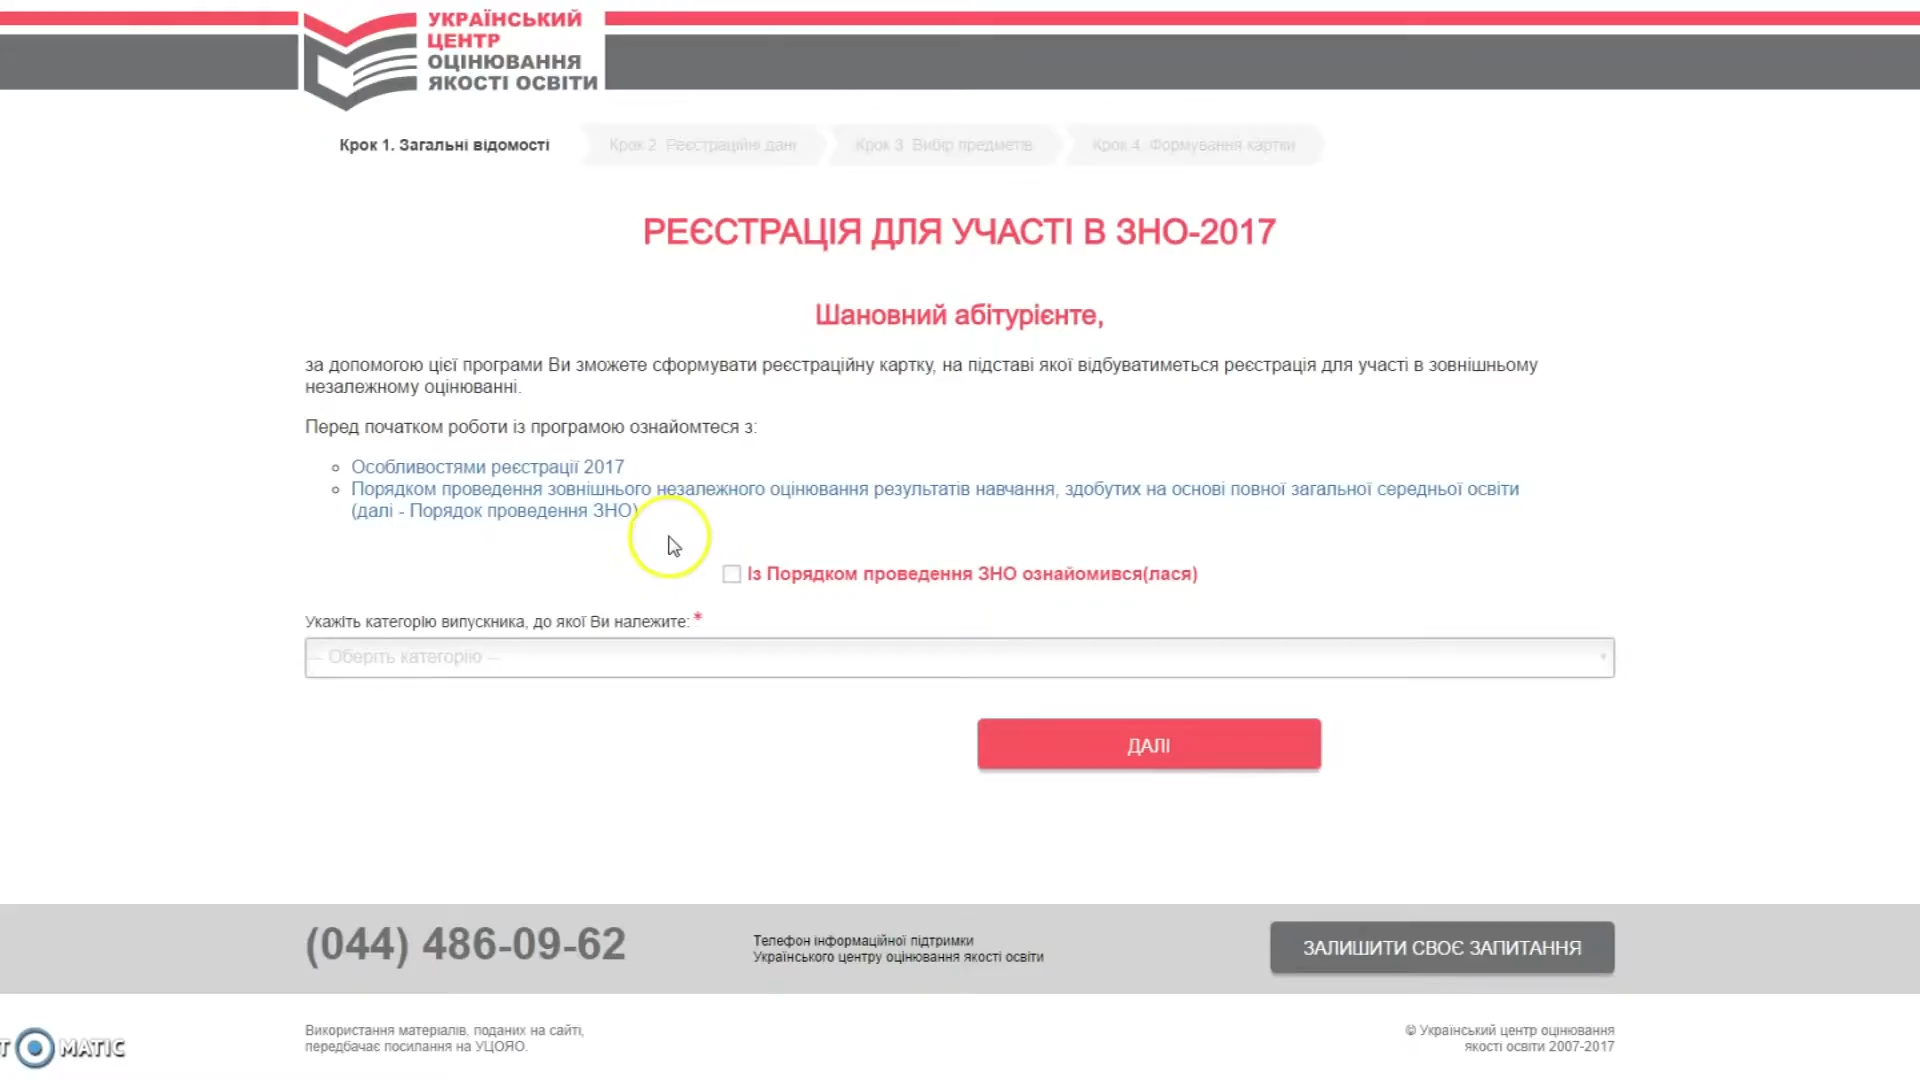 УКРАЇНСЬКИЙ
ЦЕНТР
ОЦІНЮВАННЯ
ЯКОСТІ ОСВІТИ
Крок 1. Загальні відомості
Крок 2. Реєстраційні дані
Крок 3. Вибір предметів
Крок 4. Формування картки
РЕЄСТРАЦІЯ ДЛЯ УЧАСТІ В ЗНО-2017
Шановний абітурієнте,
за допомогою цієї програми Ви зможете сформувати реєстраційну картку, на підставі якої відбуватиметься реєстрація для участі в зовнішньому
незалежному оцінюванні.
Перед початком роботи із програмою ознайомтеся з:
Особливостями реєстрації 2017
Порядком проведення зовнішнього незалежного оцінювання результатів навчання, здобутих на основі повної загальної середньої освіти
(далі - Порядок проведення ЗНО)
Із Порядком проведення ЗНО ознайомився(лася)
Укажіть категорію випускника, до якої Ви належите: *
-- Оберіть категорію --
ДАЛІ
(044) 486-09-62
Телефон інформаційної підтримки
Українського центру оцінювання якості освіти
ЗАЛИШИТИ СВОЄ ЗАПИТАННЯ
Використання матеріалів, поданих на сайті,
передбачає посилання на УЦОЯО.
© Український центр оцінювання
якості освіти 2007-2017
T MATIC